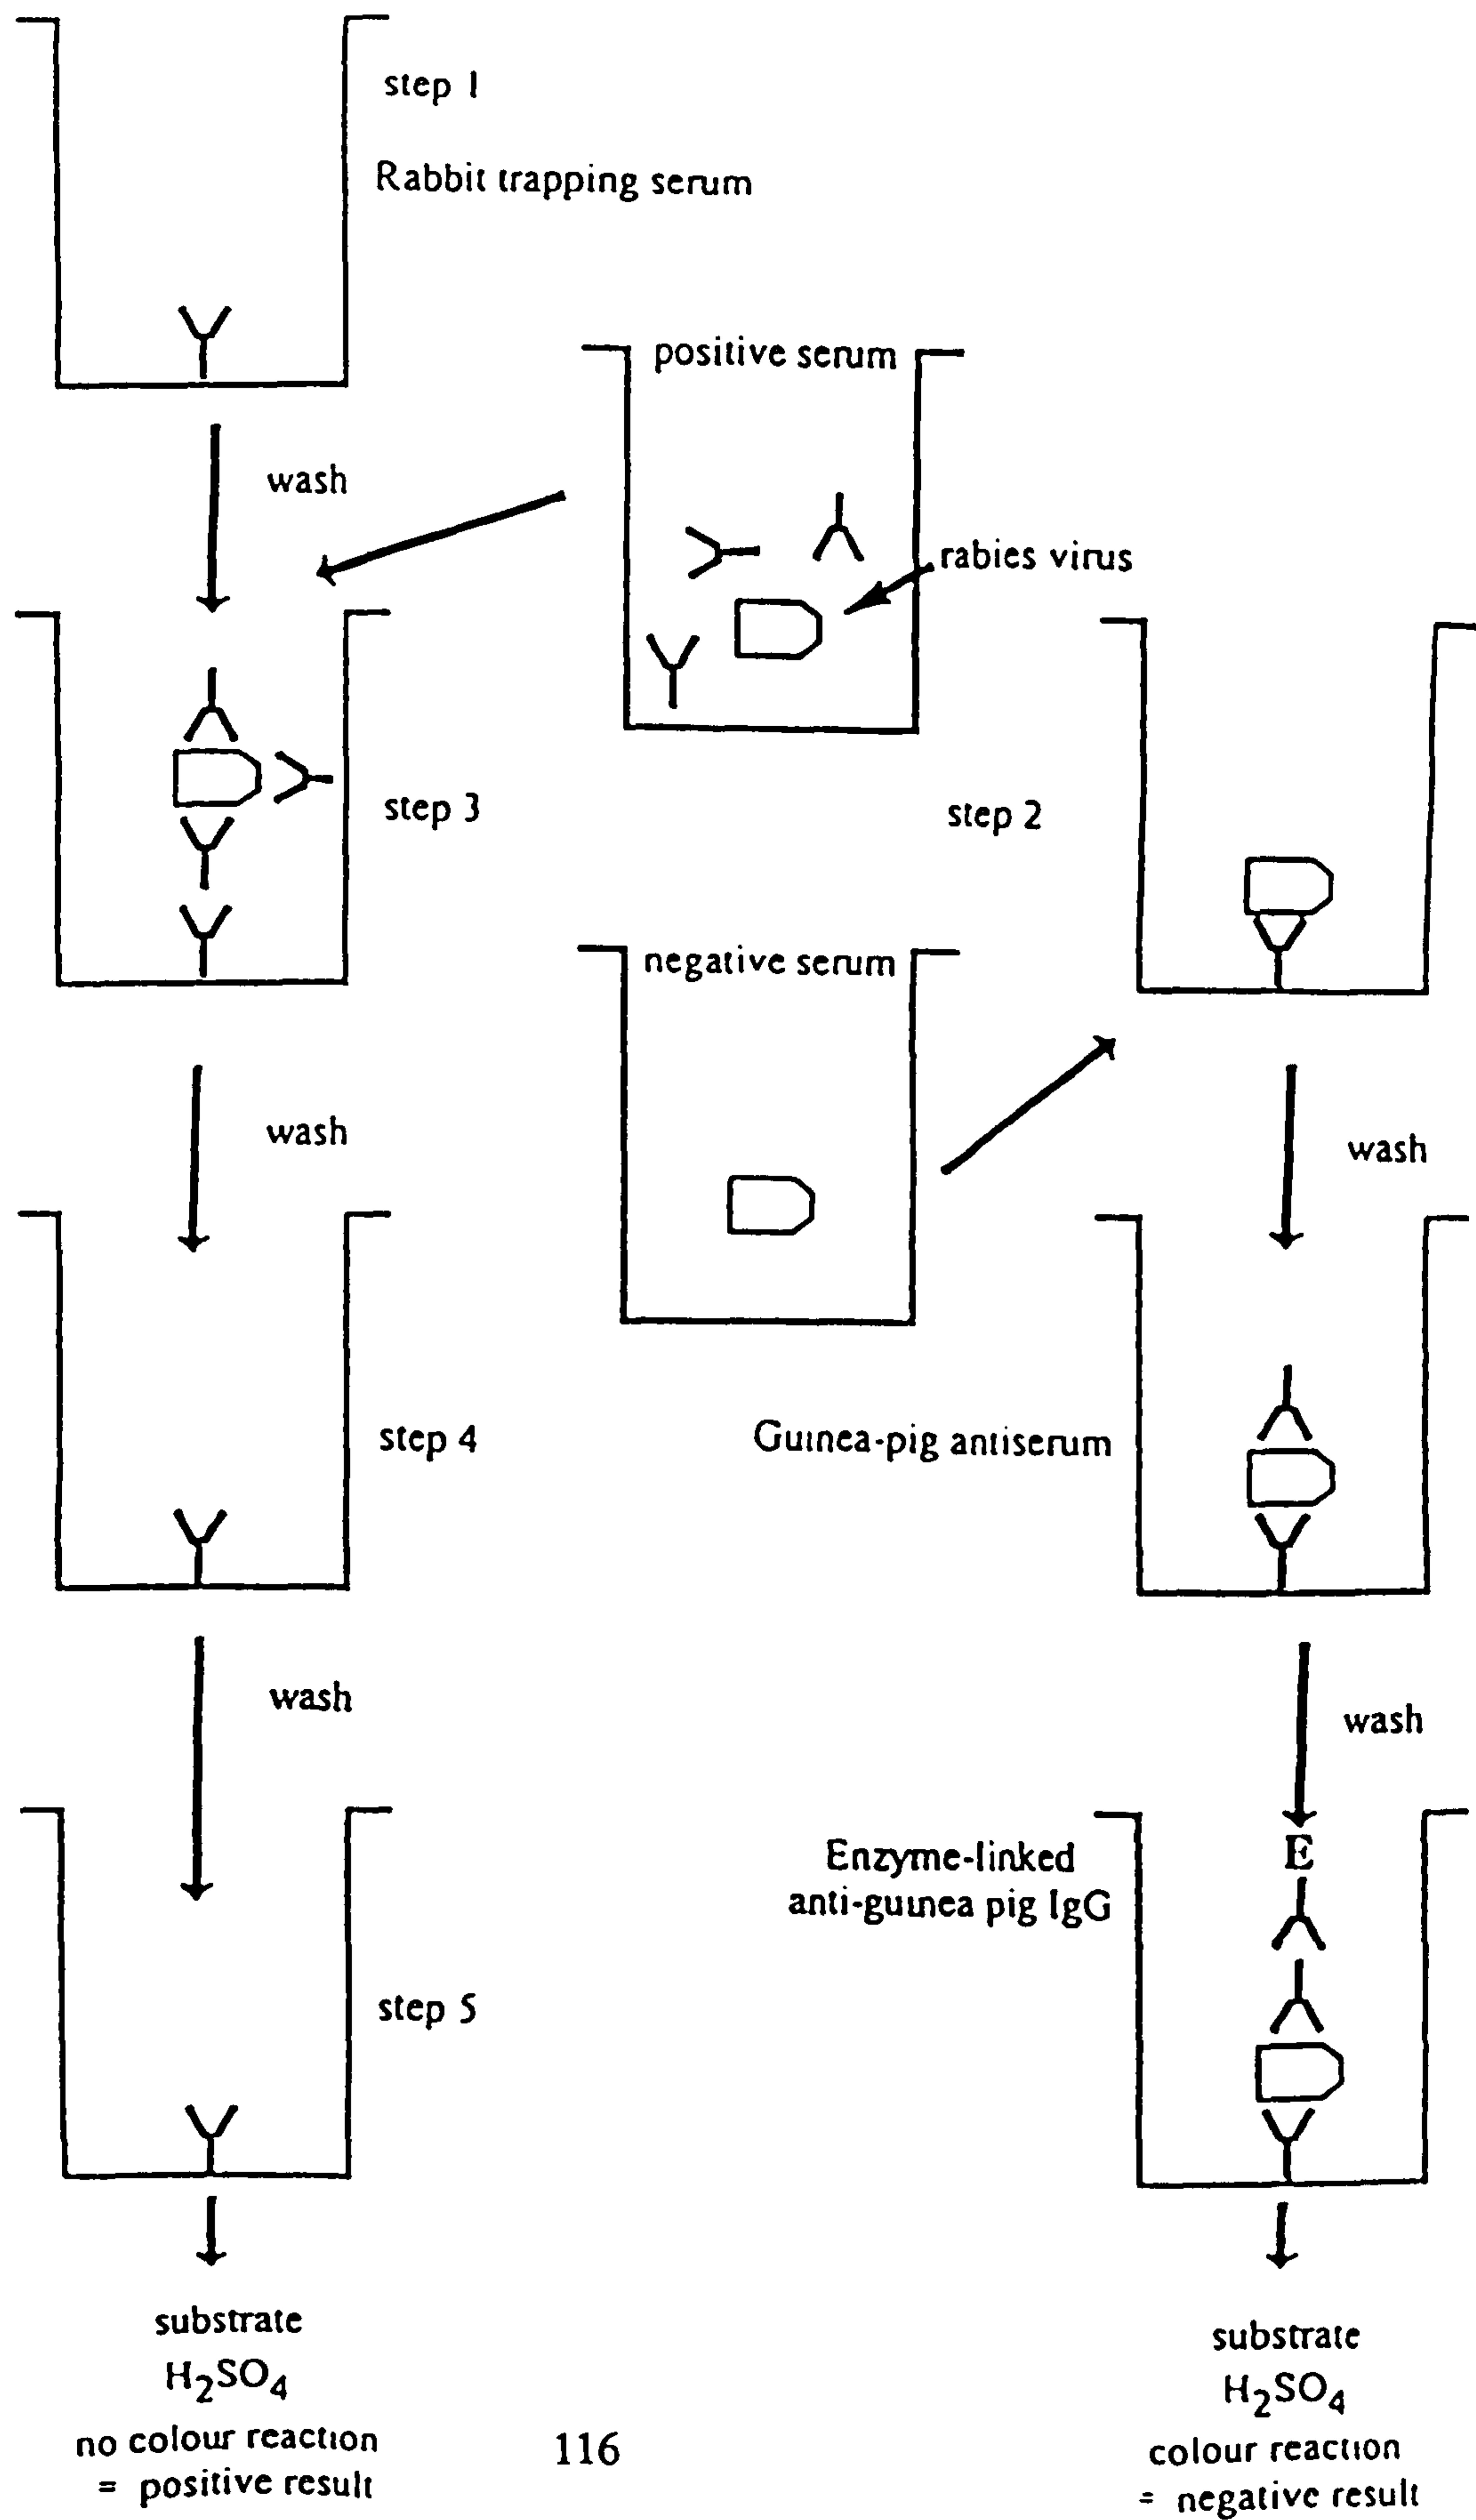 step 1
Rabbit trapping serum
positive serum
wash
rabies virus
step 3
step 2
negative serum
wash
wash
step 4
Guinea-pig antiserum
wash
wash
Enzyme-linked
anti-guinea pig IgG
E
step 5
substrate
H₂SO₄
no colour reaction
= positive result
116
substrate
H₂SO₄
colour reaction
= negative result